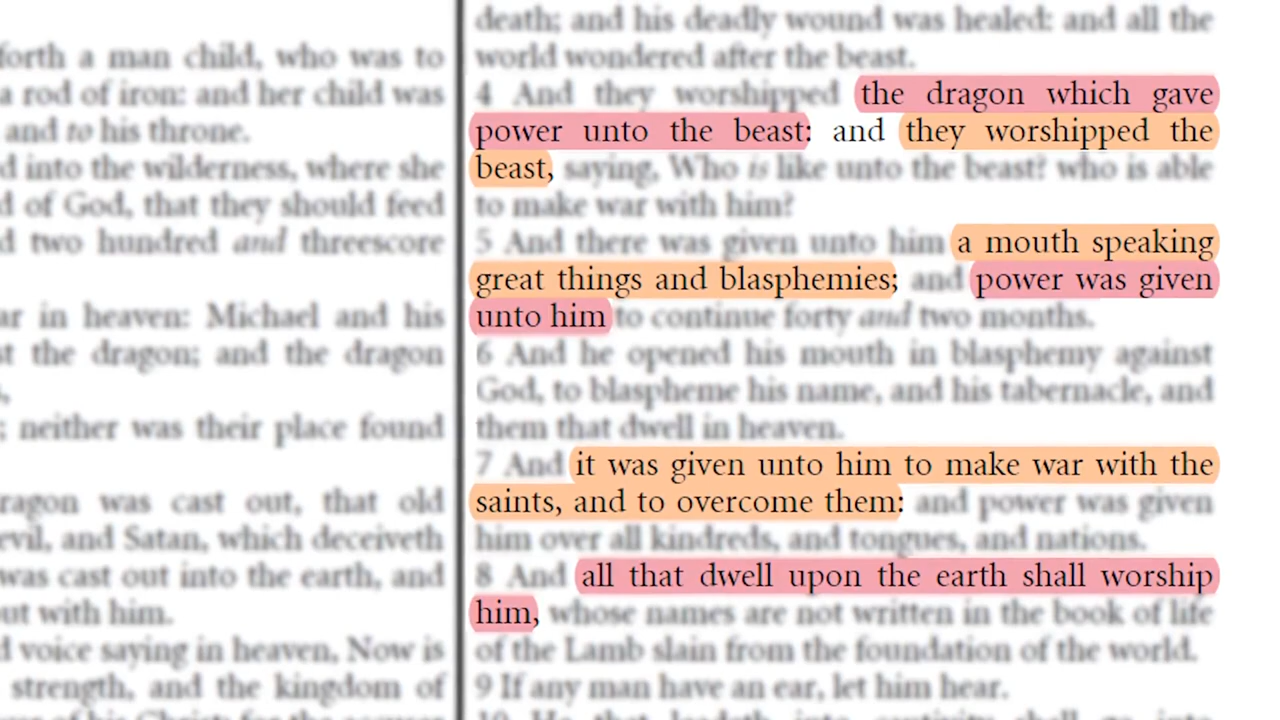 forth a man child, who was to
a rod of iron: and her child was
and to his throne.
d into the wilderness, where she
d of God, that they should feed
d two hundred and threescore
ar in heaven: Michael and his
st the dragon; and the dragon
; neither was their place found
ragon was cast out, that old
evil, and Satan, which deceiveth
was cast out into the earth, and
out with him.
d voice saying in heaven, Now is
strength, and the kingdom of
death; and his deadly wound was healed: and all the
world wondered after the beast.
4 And they worshipped the dragon which gave
power unto the beast: and they worshipped the
beast, saying, Who is like unto the beast? who is able
to make war with him?
5 And there was given unto him a mouth speaking
great things and blasphemies; and power was given
unto him to continue forty and two months.
6 And he opened his mouth in blasphemy against
God, to blaspheme his name, and his tabernacle, and
them that dwell in heaven.
7 And it was given unto him to make war with the
saints, and to overcome them: and power was given
him over all kindreds, and tongues, and nations.
8 And all that dwell upon the earth shall worship
him, whose names are not written in the book of life
of the Lamb slain from the foundation of the world.
9 If any man have an ear, let him hear.
10 He that leadeth into captivity shall go into